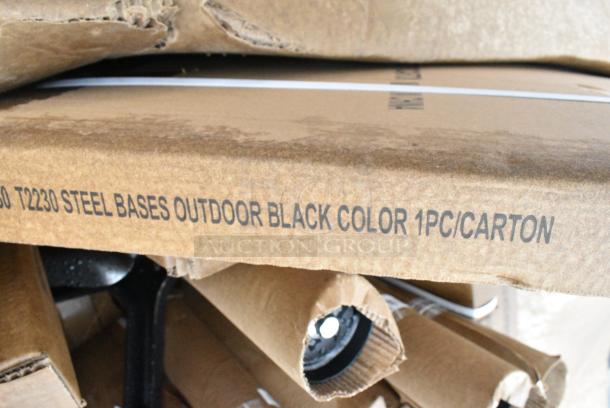 T2230 STEEL BASES OUTDOOR BLACK COLOR 1PC/CARTON
AUCTION GROUP